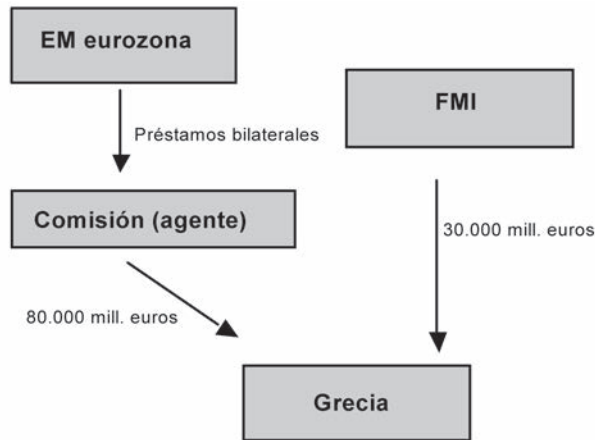 EM eurozona
FMI
Préstamos bilaterales
Comisión (agente)
30.000 mill. euros
80.000 mill. euros
Grecia